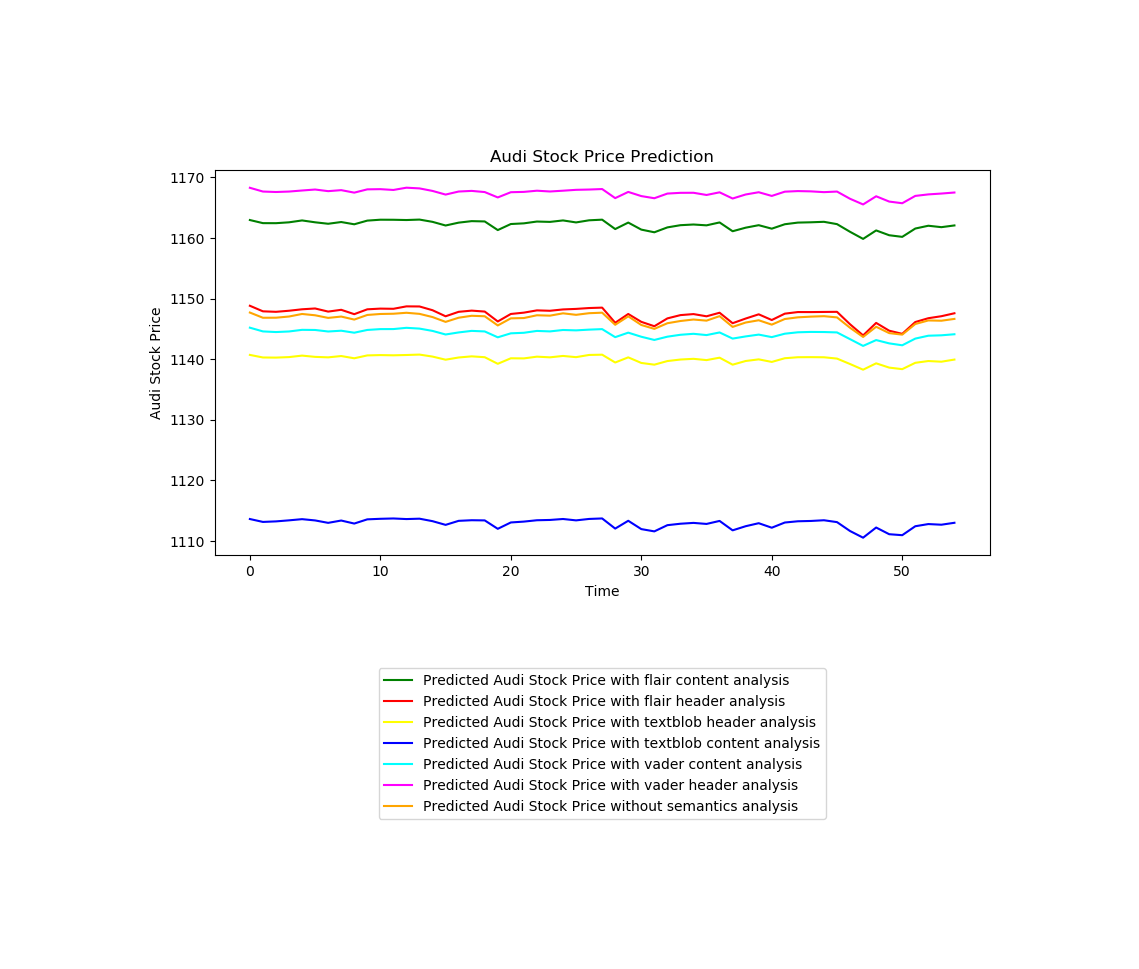 Audi Stock Price Prediction
1170
1160
1150
1140
1130
1120
1110
Audi Stock Price
0 10 20 30 40 50
Time
Predicted Audi Stock Price with flair content analysis
Predicted Audi Stock Price with flair header analysis
Predicted Audi Stock Price with textblob header analysis
Predicted Audi Stock Price with textblob content analysis
Predicted Audi Stock Price with vader content analysis
Predicted Audi Stock Price with vader header analysis
Predicted Audi Stock Price without semantics analysis